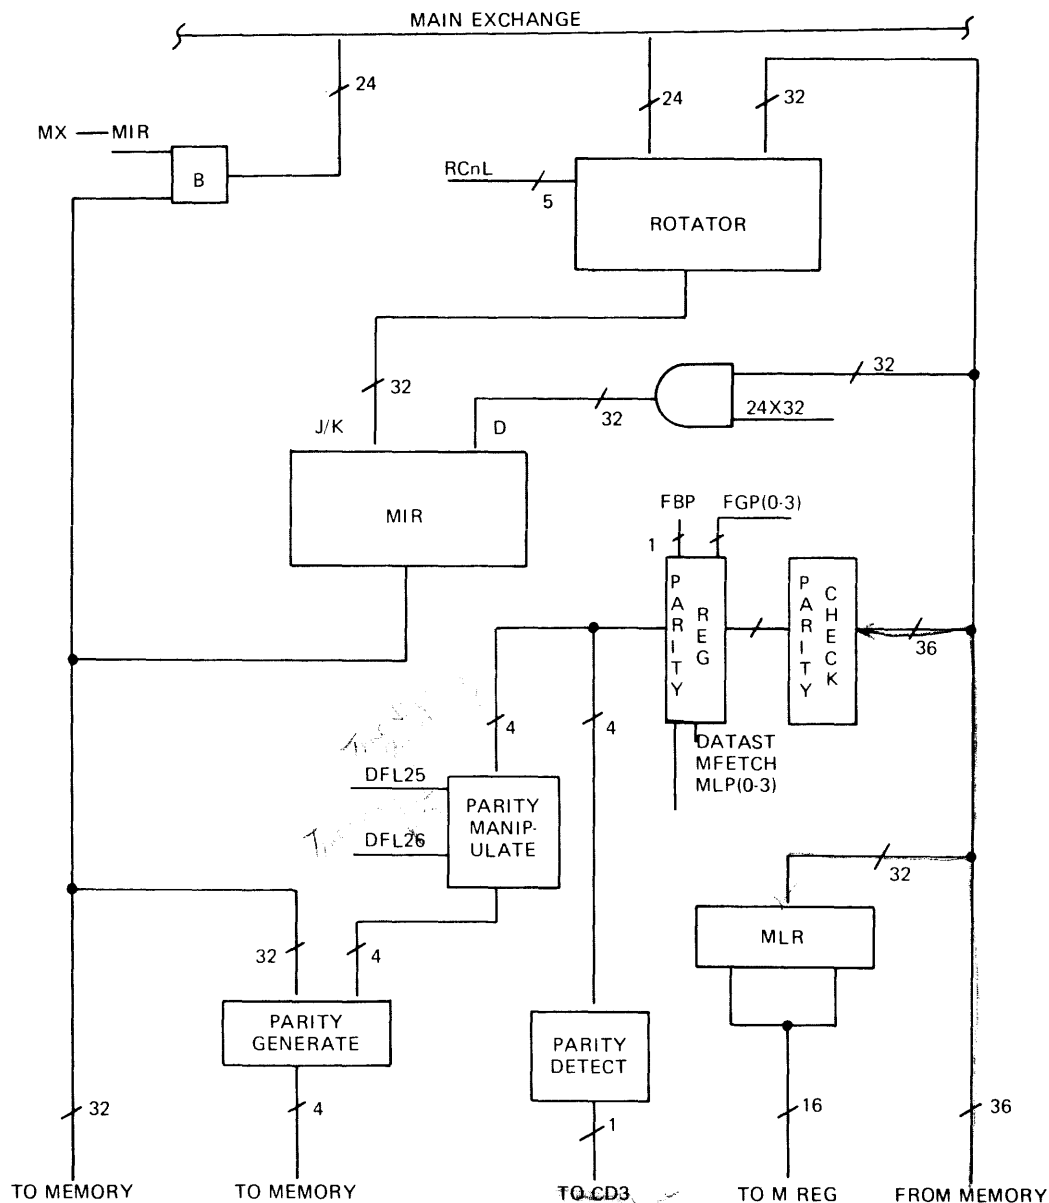 MAIN EXCHANGE
24
24
32
MX — MIR
B
RCnL
5
ROTATOR
32
32
32
24X32
J/K
D
MIR
FBP
FGP(0-3)
1
PARITY
REG
PARITY
CHECK
36
4
4
DATAST
MFETCH
MLP(0-3)
DFL25
DFL26
PARITY
MANIP-
ULATE
32
MLR
32
4
PARITY
GENERATE
PARITY
DETECT
32
4
1
16
36
TO MEMORY
TO MEMORY
TO CD3
TO M REG
FROM MEMORY